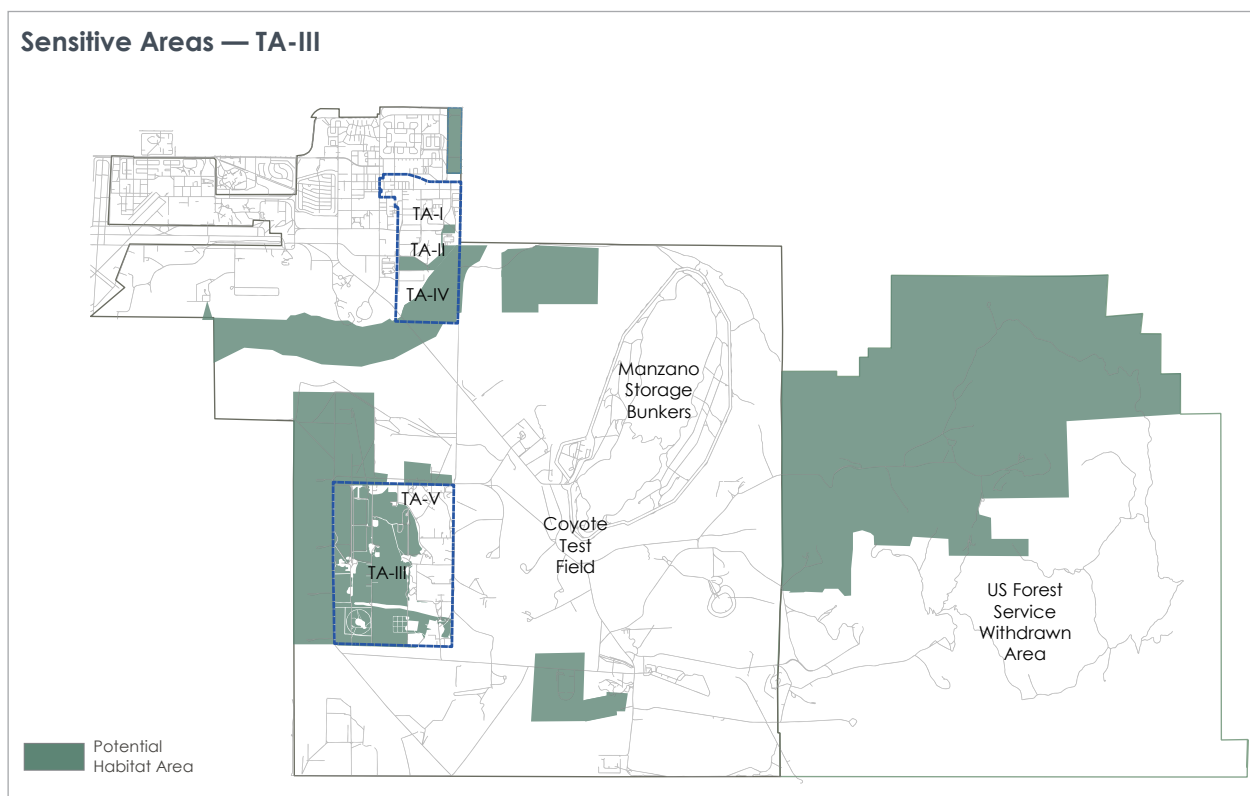 Sensitive Areas — TA-III
TA-I
TA-II
TA-IV
Manzano
Storage
Bunkers
TA-V
Coyote
Test
Field
TA-III
US Forest
Service
Withdrawn
Area
Potential
Habitat Area